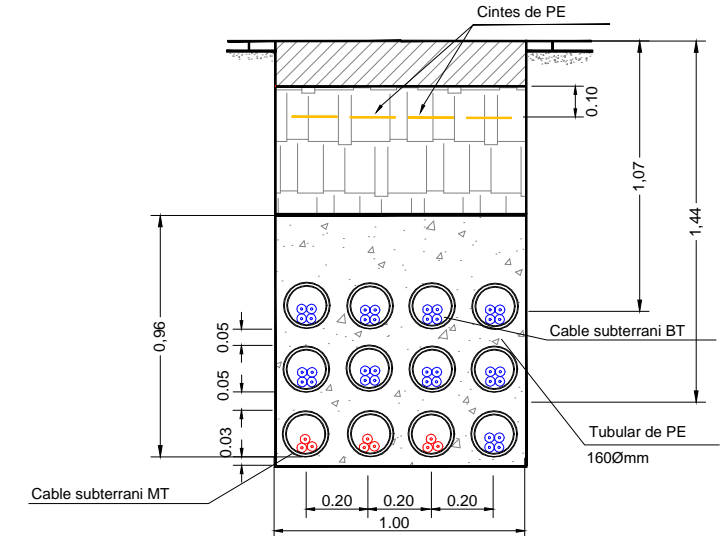 Cintes de PE
0.10
1,07
1,44
0,96
0.05
0.05
0.03
Cable subterrani BT
Tubular de PE
160Ømm
Cable subterrani MT
0.20
0.20
0.20
1.00